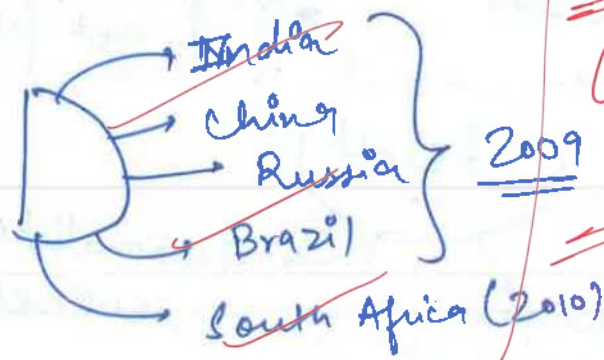 India
China
Russia
Brazil
2009
South Africa (2010)